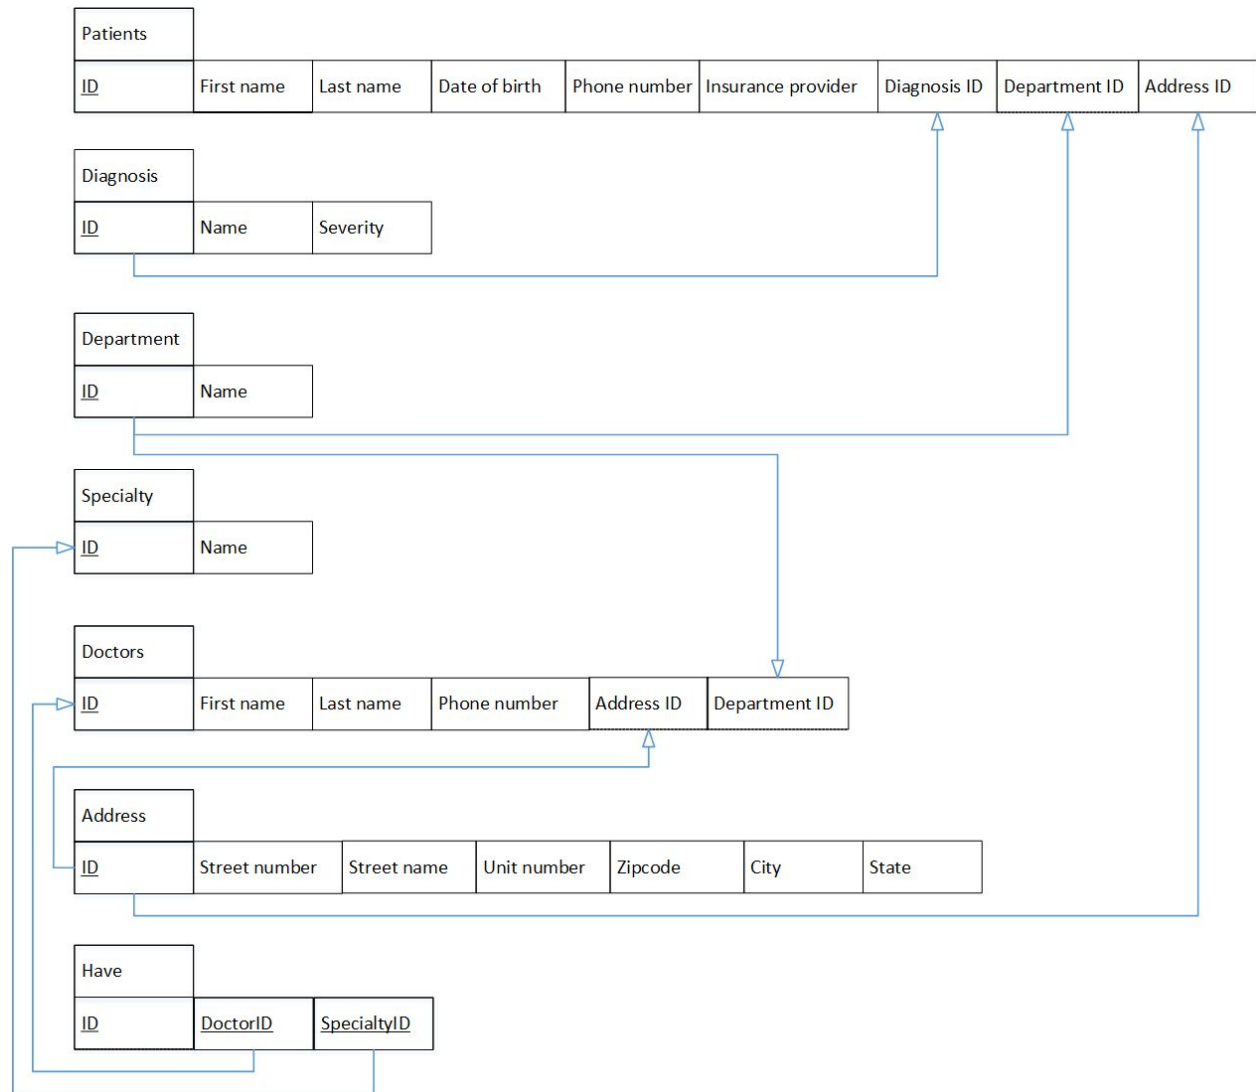 Patients
ID First name Last name Date of birth Phone number Insurance provider Diagnosis ID Department ID Address ID
Diagnosis
ID Name Severity
Department
ID Name
Specialty
ID Name
Doctors
ID First name Last name Phone number Address ID Department ID
Address
ID Street number Street name Unit number Zipcode City State
Have
ID DoctorID SpecialtyID